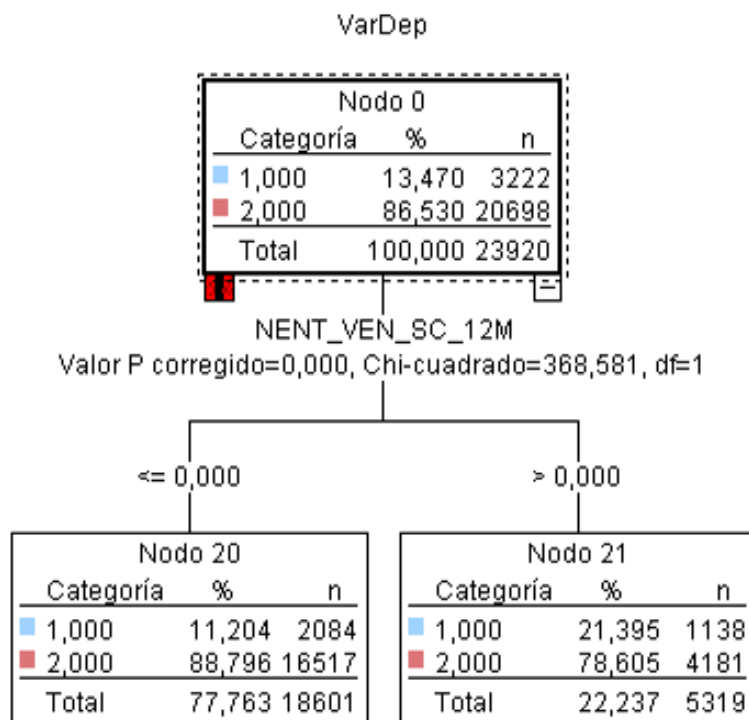 VarDep
Nodo 0
Categoría % n
1,000 13,470 3222
2,000 86,530 20698
Total 100,000 23920
NENT_VEN_SC_12M
Valor P corregido=0,000, Chi-cuadrado=368,581, df=1
<= 0,000 > 0,000
Nodo 20
Categoría % n
1,000 11,204 2084
2,000 88,796 16517
Total 77,763 18601
Nodo 21
Categoría % n
1,000 21,395 1138
2,000 78,605 4181
Total 22,237 5319